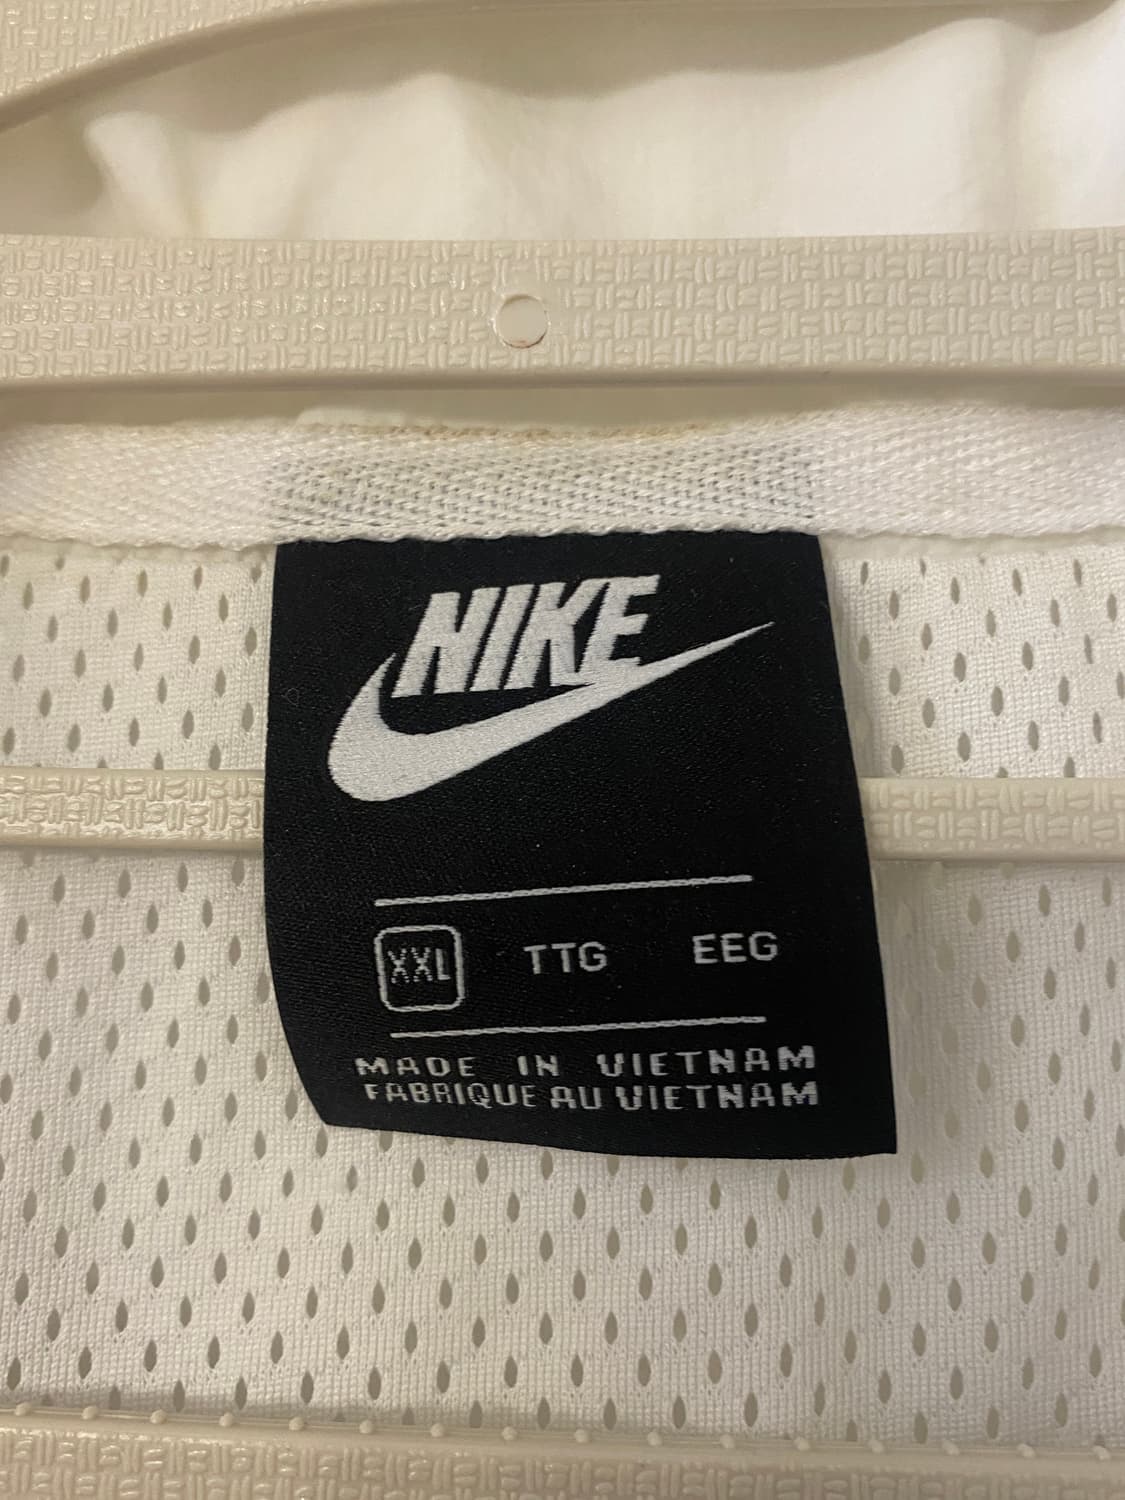 NIKE
XXL TTG EEG
MADE IN VIETNAM
FABRIQUE AU VIETNAM